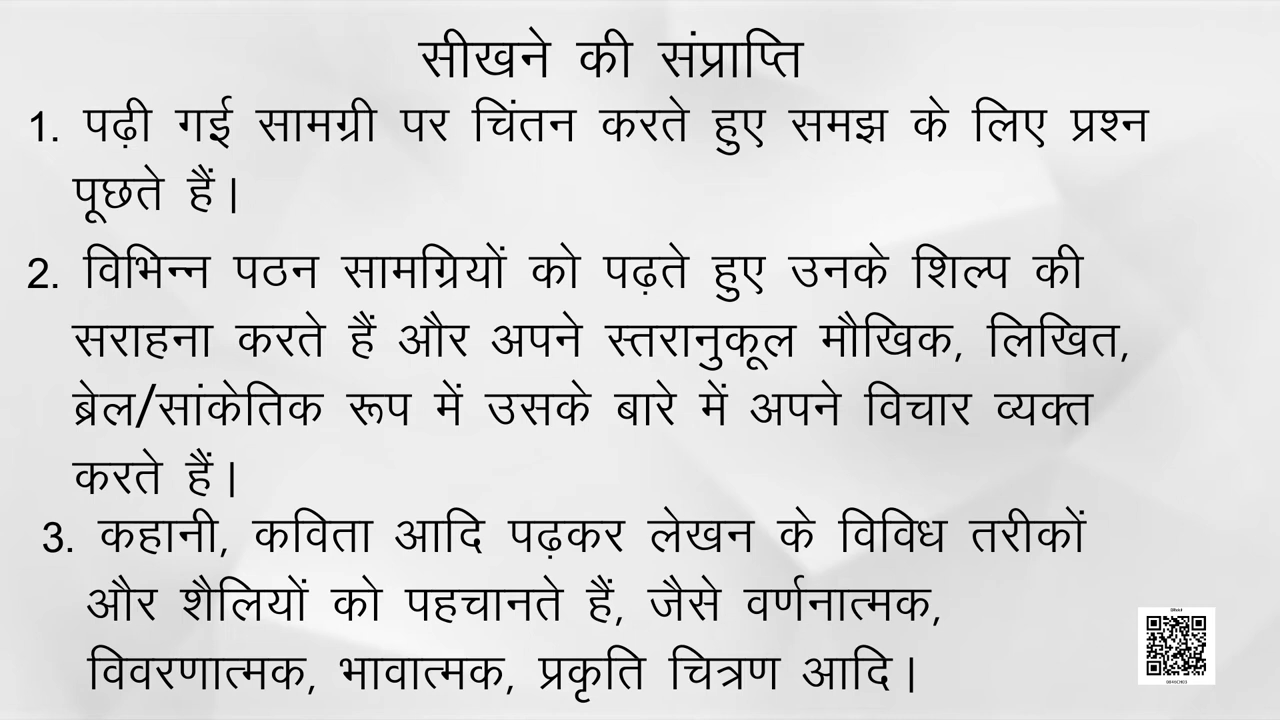 सीखने की संप्राप्ति
1. पढ़ी गई सामग्री पर चिंतन करते हुए समझ के लिए प्रश्न
पूछते हैं।
2. विभिन्न पठन सामग्रियों को पढ़ते हुए उनके शिल्प की
सराहना करते हैं और अपने स्तरानुकूल मौखिक, लिखित,
ब्रेल/सांकेतिक रूप में उसके बारे में अपने विचार व्यक्त
करते हैं।
3. कहानी, कविता आदि पढ़कर लेखन के विविध तरीकों
और शैलियों को पहचानते हैं, जैसे वर्णनात्मक,
विवरणात्मक, भावात्मक, प्रकृति चित्रण आदि।